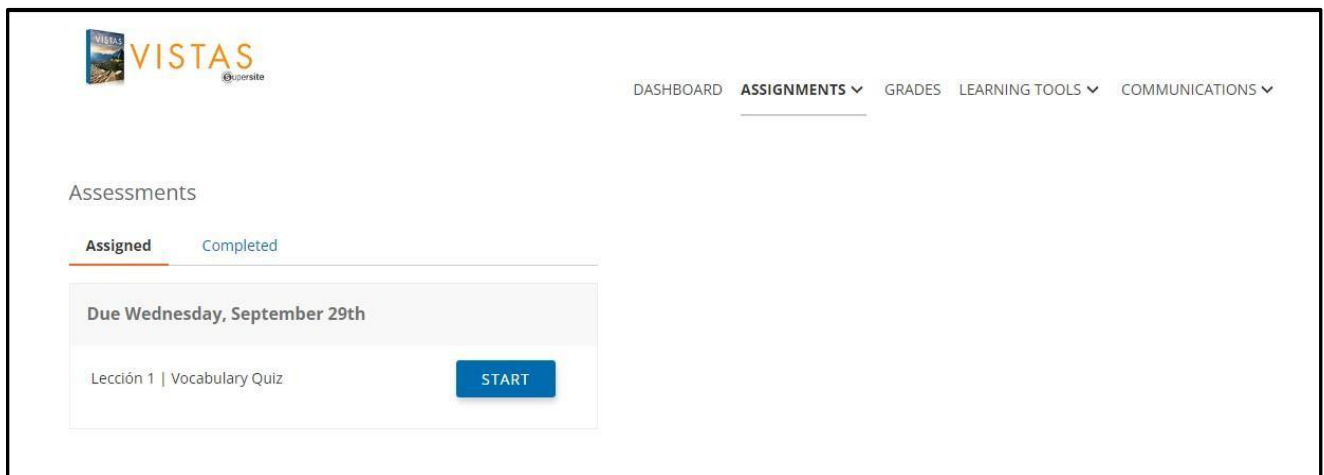 VISTAS
VISTAS
Supersite
DASHBOARD ASSIGNMENTS GRADES LEARNING TOOLS COMMUNICATIONS
Assessments
Assigned Completed
Due Wednesday, September 29th
Lección 1 | Vocabulary Quiz START